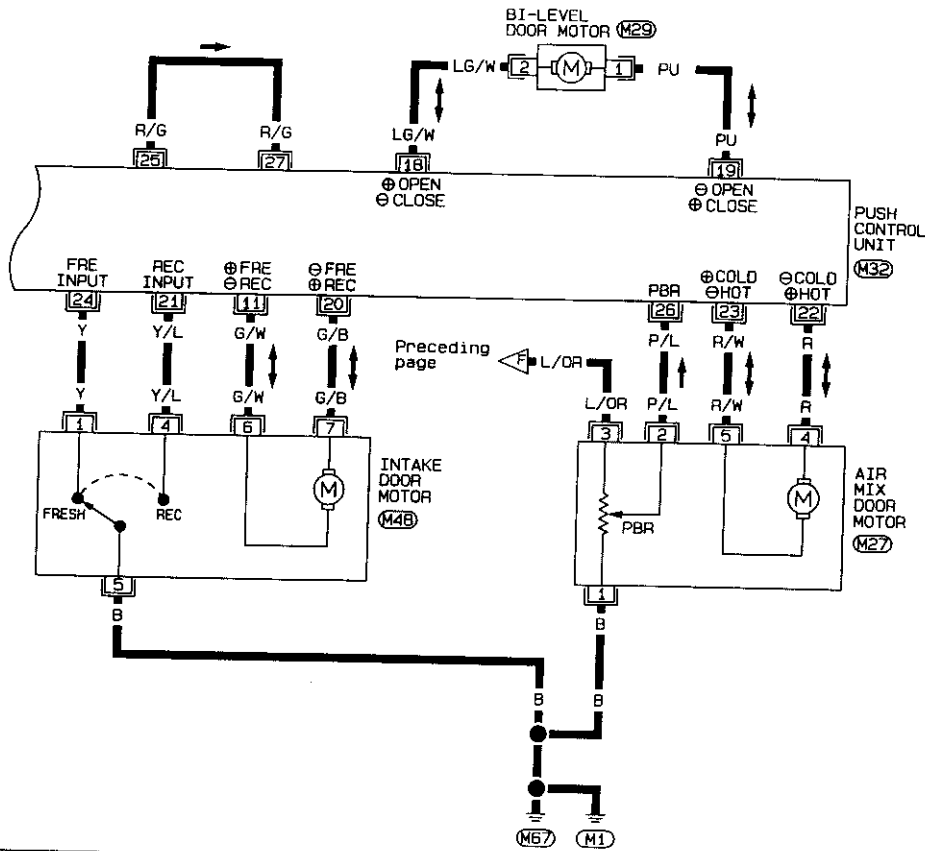 BI-LEVEL
DOOR MOTOR M29
LG/W 2 M 1 PU
R/G R/G LG/W PU
25 27 18 19
⊕ OPEN ⊖ OPEN
⊖ CLOSE ⊕ CLOSE
PUSH
CONTROL
UNIT
M32
FRE
INPUT
REC
INPUT
⊕ FRE
⊖ REC
⊖ FRE
⊕ REC
PBR
⊕ COLD
⊖ HOT
⊖ COLD
⊕ HOT
24 21 11 20 26 23 22
Y Y/L G/W G/B P/L R/W R
Preceding
page
F L/OR
Y Y/L G/W G/B L/OR P/L R/W R
1 4 6 7 3 2 5 4
FRESH REC M
INTAKE
DOOR
MOTOR
M48
PBR M
AIR
MIX
DOOR
MOTOR
M27
5 1
B B
B B
M67 M1